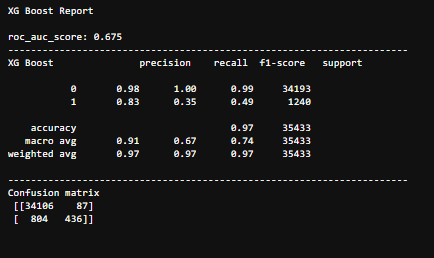 XG Boost Report
roc_auc_score: 0.675
------------------------------------------------------------------
XG Boost precision recall f1-score support
0 0.98 1.00 0.99 34193
1 0.83 0.35 0.49 1240
accuracy 0.97 35433
macro avg 0.91 0.67 0.74 35433
weighted avg 0.97 0.97 0.97 35433
------------------------------------------------------------------
Confusion matrix
[[34106 87]
[ 804 436]]